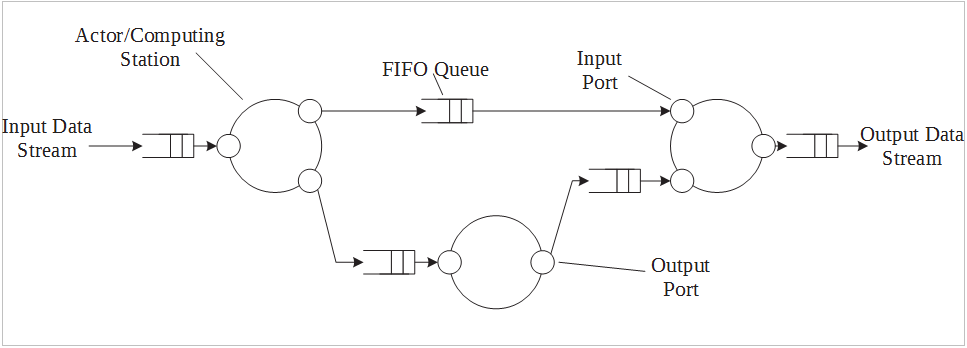 Actor/Computing
Station
FIFO Queue
Input
Port
Input Data
Stream
Output Data
Stream
Output
Port